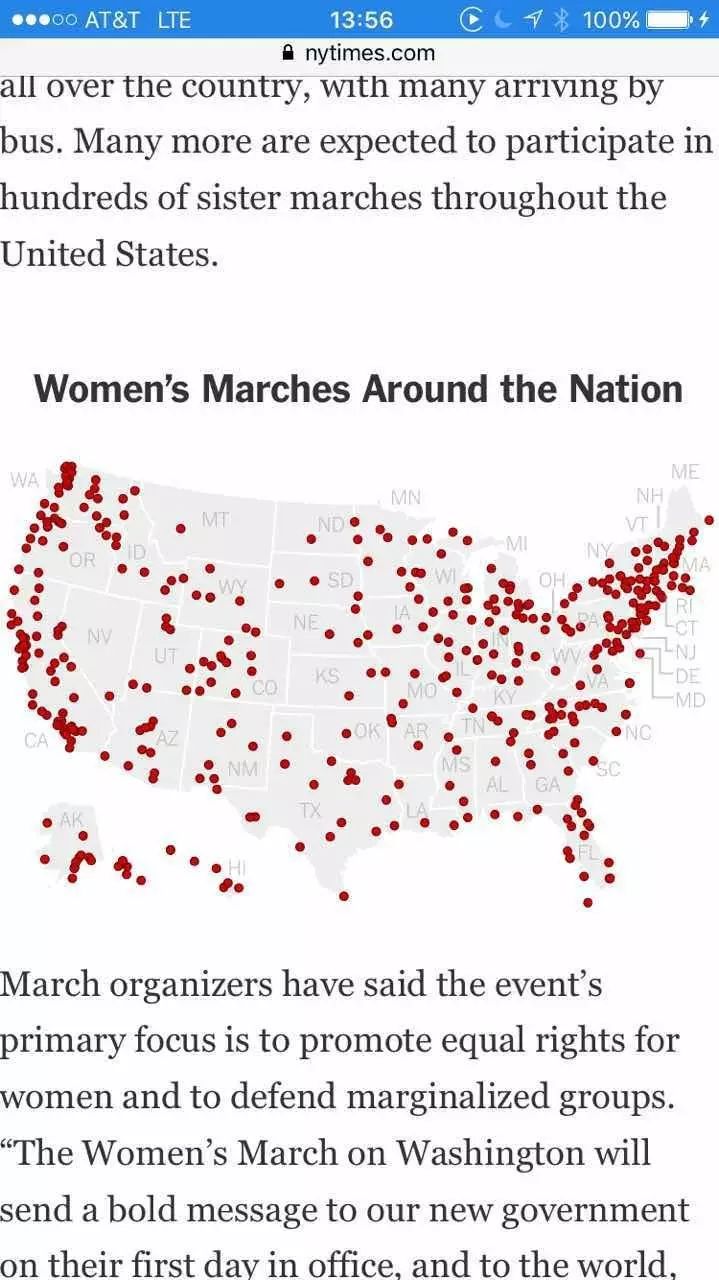 AT&T LTE 13:56 100%
nytimes.com
all over the country, with many arriving by
bus. Many more are expected to participate in
hundreds of sister marches throughout the
United States.
Women’s Marches Around the Nation
WA
MT
ND
MN
ME
NH
VT
OR
ID
WY
SD
WI
MI
NY
MA
NV
UT
NE
IA
IN
OH
PA
RI
CT
NJ
DE
MD
CO
KS
MO
IL
KY
WV
VA
CA
AZ
NM
OK
AR
TN
NC
SC
TX
LA
MS
AL
GA
FL
AK
HI
March organizers have said the event’s
primary focus is to promote equal rights for
women and to defend marginalized groups.
“The Women’s March on Washington will
send a bold message to our new government
on their first day in office, and to the world,